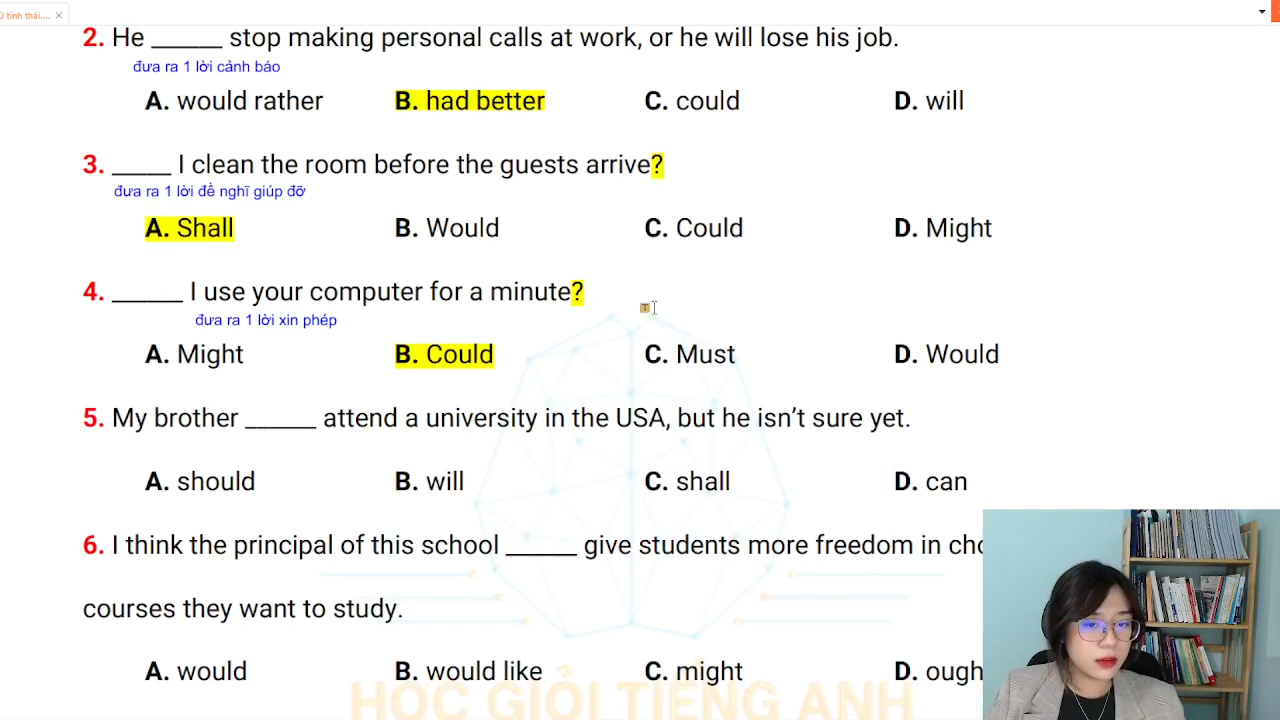 ừ tình thái....
2. He ______ stop making personal calls at work, or he will lose his job.
đưa ra 1 lời cảnh báo
A. would rather B. had better C. could D. will
3. _____ I clean the room before the guests arrive?
đưa ra 1 lời đề nghĩ giúp đỡ
A. Shall B. Would C. Could D. Might
4. ______ I use your computer for a minute?
đưa ra 1 lời xin phép
A. Might B. Could C. Must D. Would
5. My brother ______ attend a university in the USA, but he isn’t sure yet.
A. should B. will C. shall D. can
6. I think the principal of this school ______ give students more freedom in cho
courses they want to study.
A. would B. would like C. might D. ough
HỌC GIỎI TIẾNG ANH